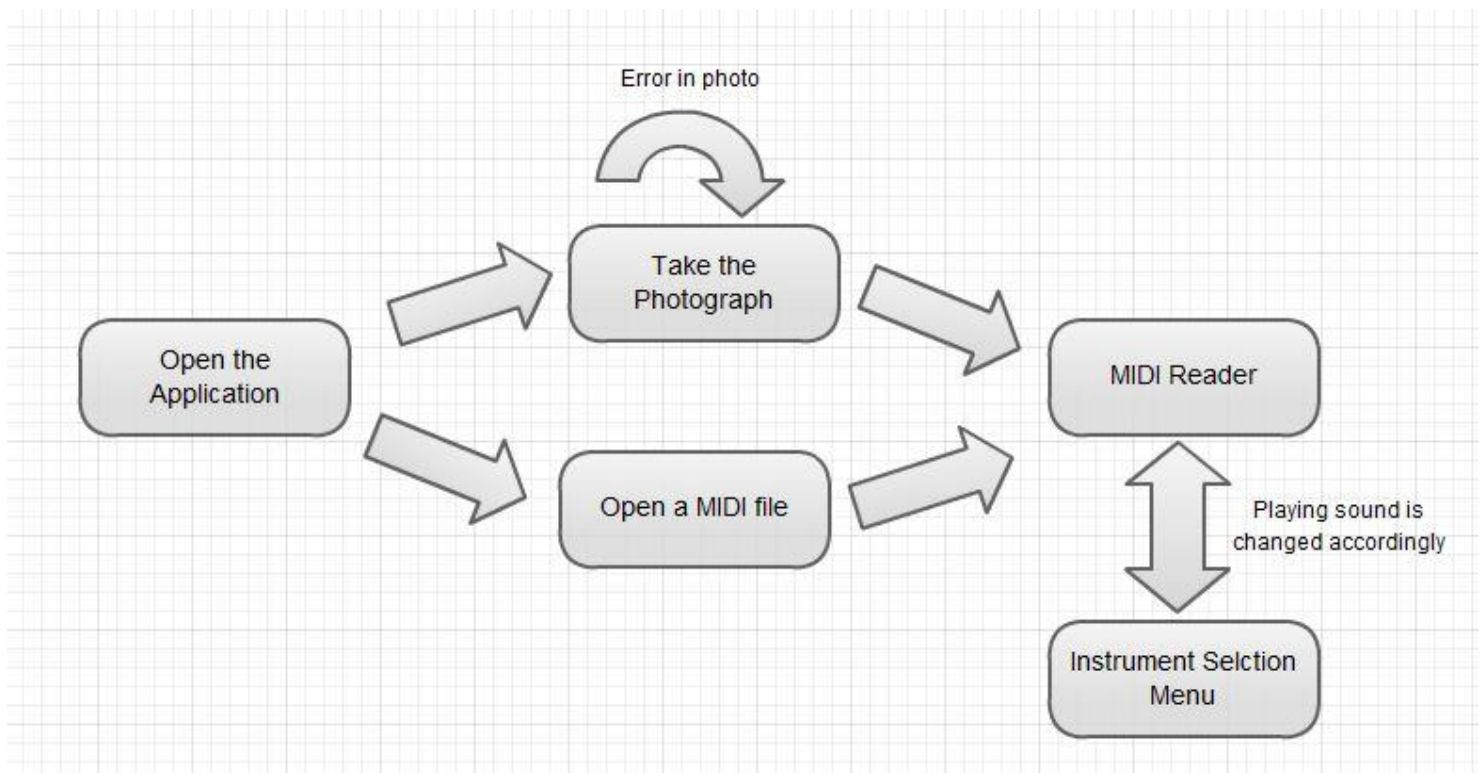 Error in photo
Take the
Photograph
Open the
Application
MIDI Reader
Open a MIDI file
Playing sound is
changed accordingly
Instrument Selction
Menu